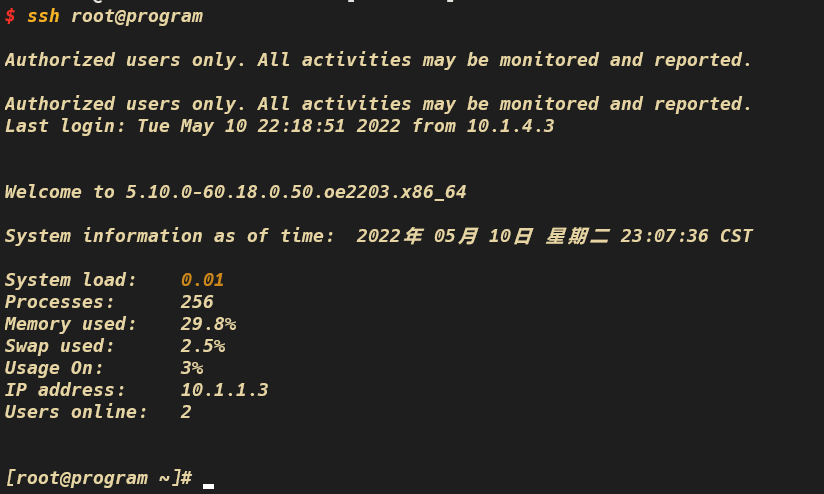 $ ssh root@program
Authorized users only. All activities may be monitored and reported.
Authorized users only. All activities may be monitored and reported.
Last login: Tue May 10 22:18:51 2022 from 10.1.4.3
Welcome to 5.10.0-60.18.0.50.oe2203.x86_64
System information as of time:  2022年 05月 10日 星期二 23:07:36 CST
System load:    0.01
Processes:      256
Memory used:    29.8%
Swap used:      2.5%
Usage On:       3%
IP address:     10.1.1.3
Users online:   2
[root@program ~]#